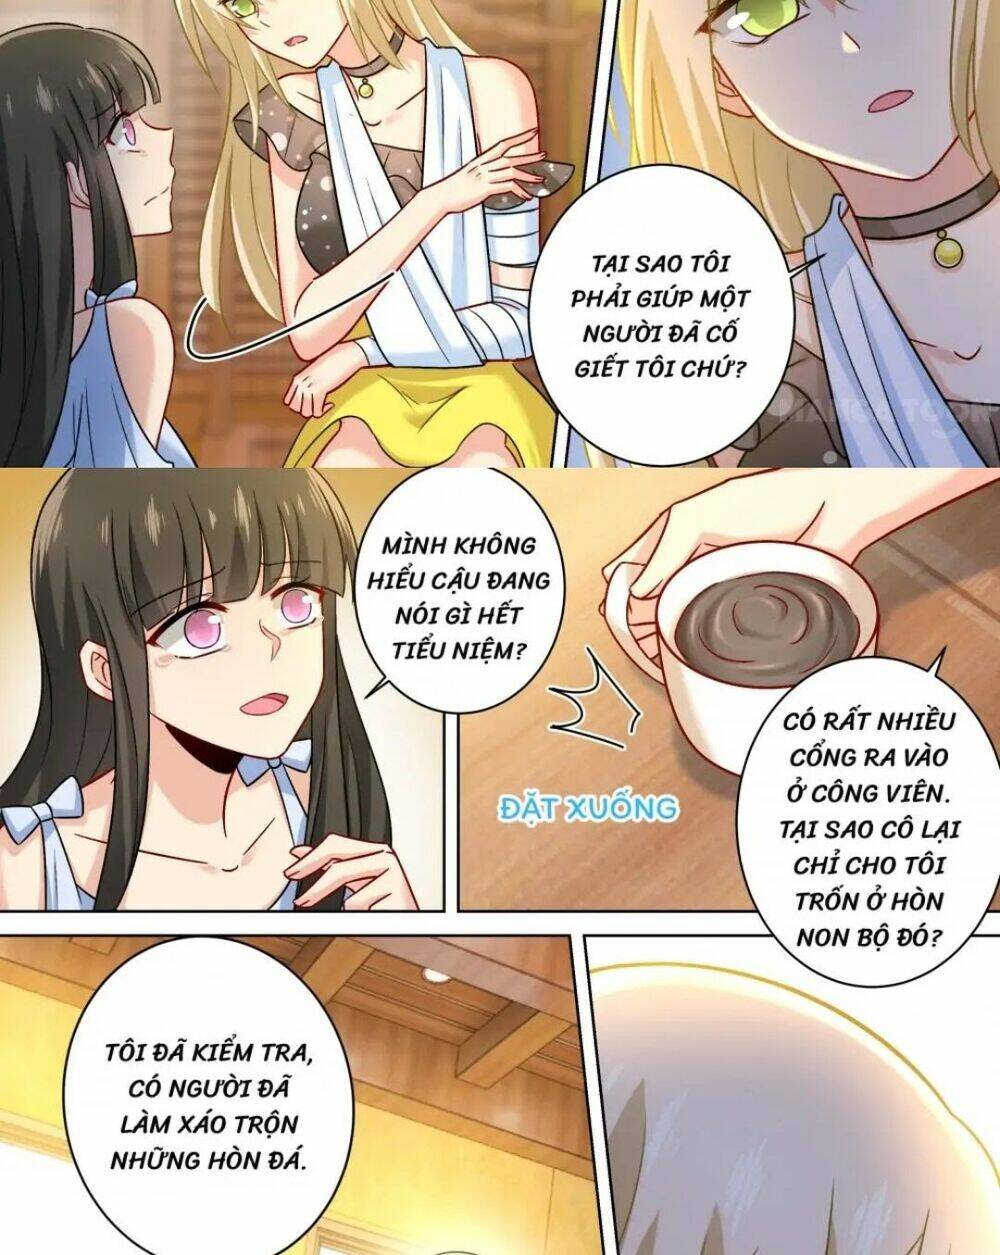 TẠI SAO TÔI
PHẢI GIÚP MỘT
NGƯỜI ĐÃ CỐ
GIẾT TÔI CHỨ?
MÌNH KHÔNG
HIỂU CẬU ĐANG
NÓI GÌ HẾT
TIỂU NIỆM?
ĐẶT XUỐNG
CÓ RẤT NHIỀU
CỔNG RA VÀO
Ở CÔNG VIÊN.
TẠI SAO CÔ LẠI
CHỈ CHO TÔI
TRỐN Ở HÒN
NON BỘ ĐÓ?
TÔI ĐÃ KIỂM TRA,
CÓ NGƯỜI ĐÃ
LÀM XÁO TRỘN
NHỮNG HÒN ĐÁ.